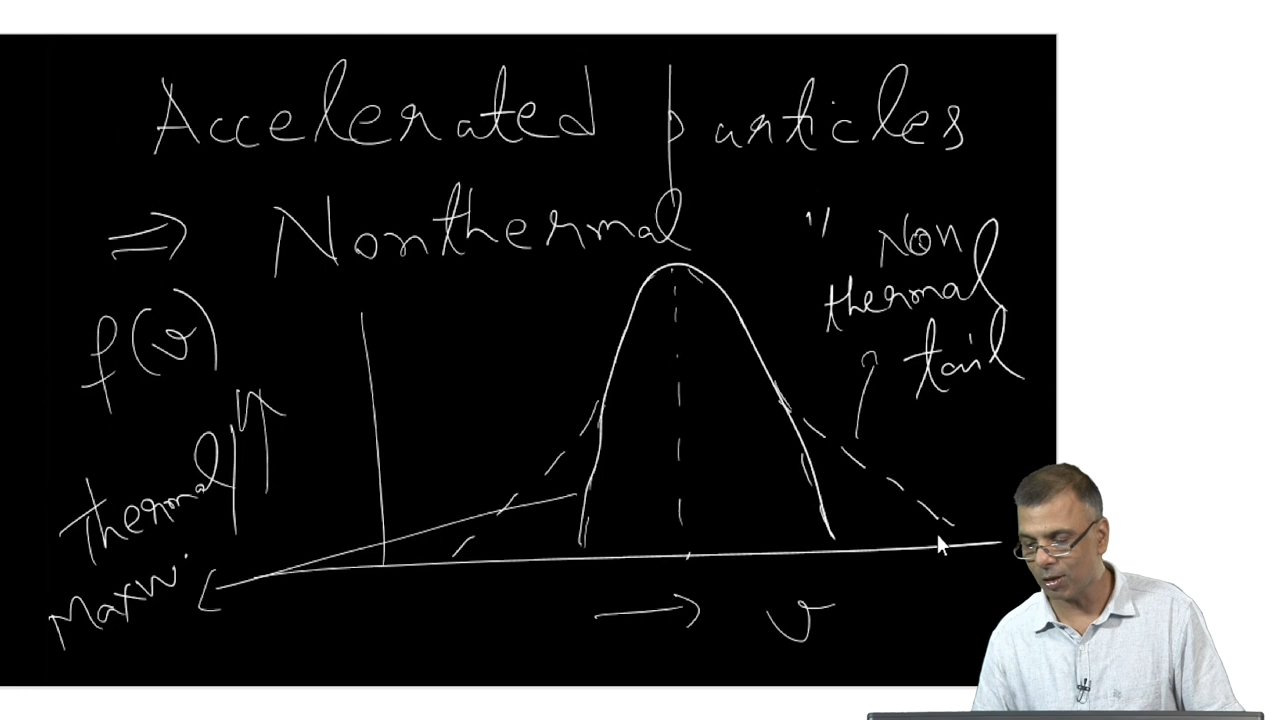 Accelerated particles
⇒ Nonthermal
" Non
thermal
tail
f(v)
Thermal/
Maxw.
→ v